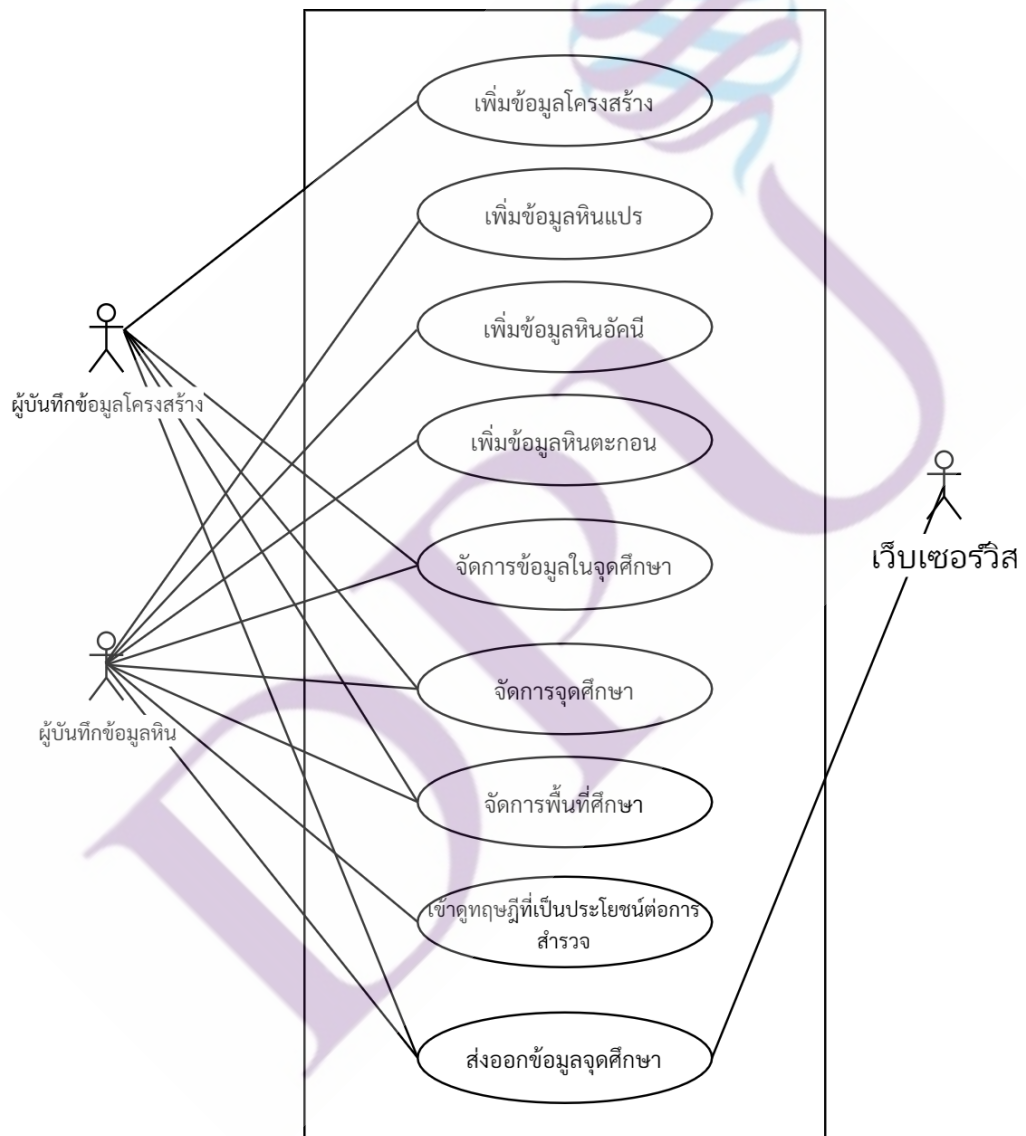 เพิ่มข้อมูลโครงสร้าง
เพิ่มข้อมูลหินแปร
เพิ่มข้อมูลหินอัคนี
ผู้บันทึกข้อมูลโครงสร้าง
เพิ่มข้อมูลหินตะกอน
เว็บเซอร์วิส
จัดการข้อมูลในจุดศึกษา
จัดการจุดศึกษา
ผู้บันทึกข้อมูลหิน
จัดการพื้นที่ศึกษา
เข้าดูทฤษฎีที่เป็นประโยชน์ต่อการ
สำรวจ
ส่งออกข้อมูลจุดศึกษา
DPU